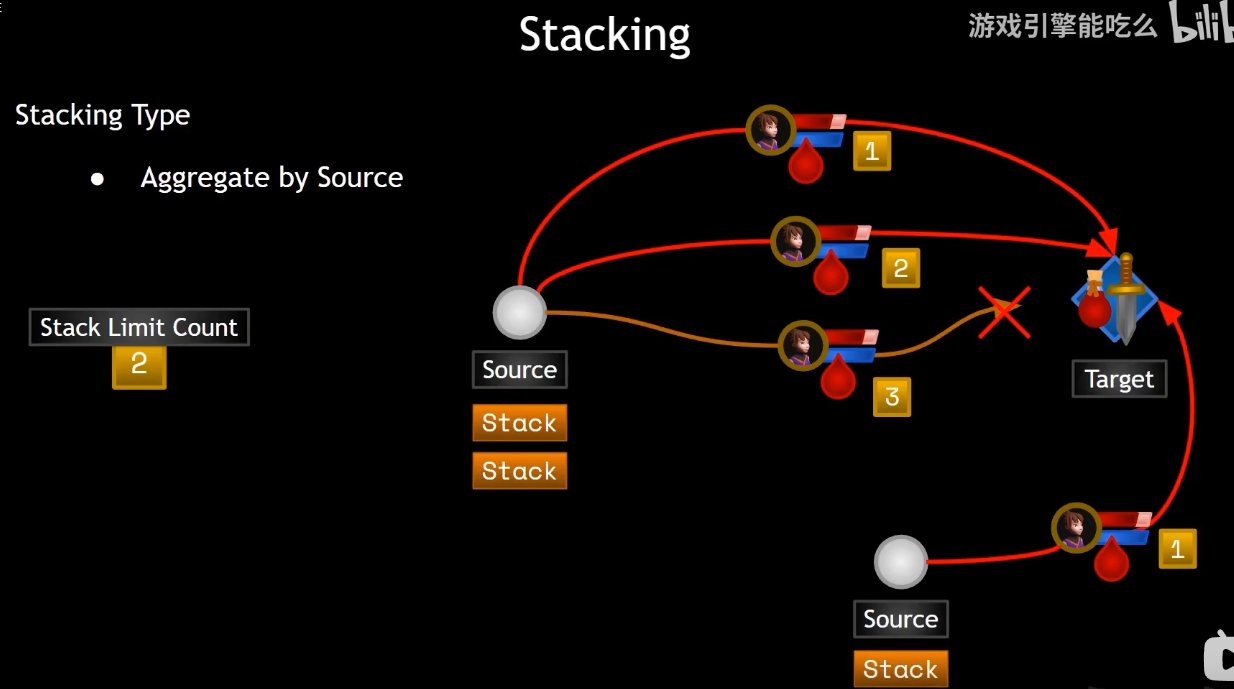 Stacking
游戏引擎能吃么
Stacking Type
● Aggregate by Source
1
2
Stack Limit Count
2
Source
Target
3
Stack
Stack
1
Source
Stack